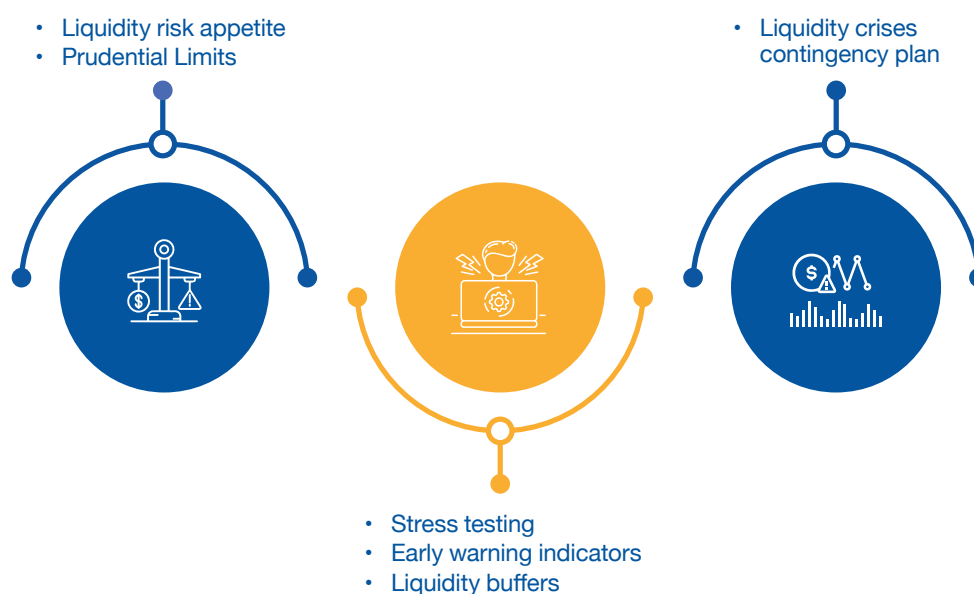 • Liquidity risk appetite
• Prudential Limits
• Liquidity crises
contingency plan
$
$
• Stress testing
• Early warning indicators
• Liquidity buffers